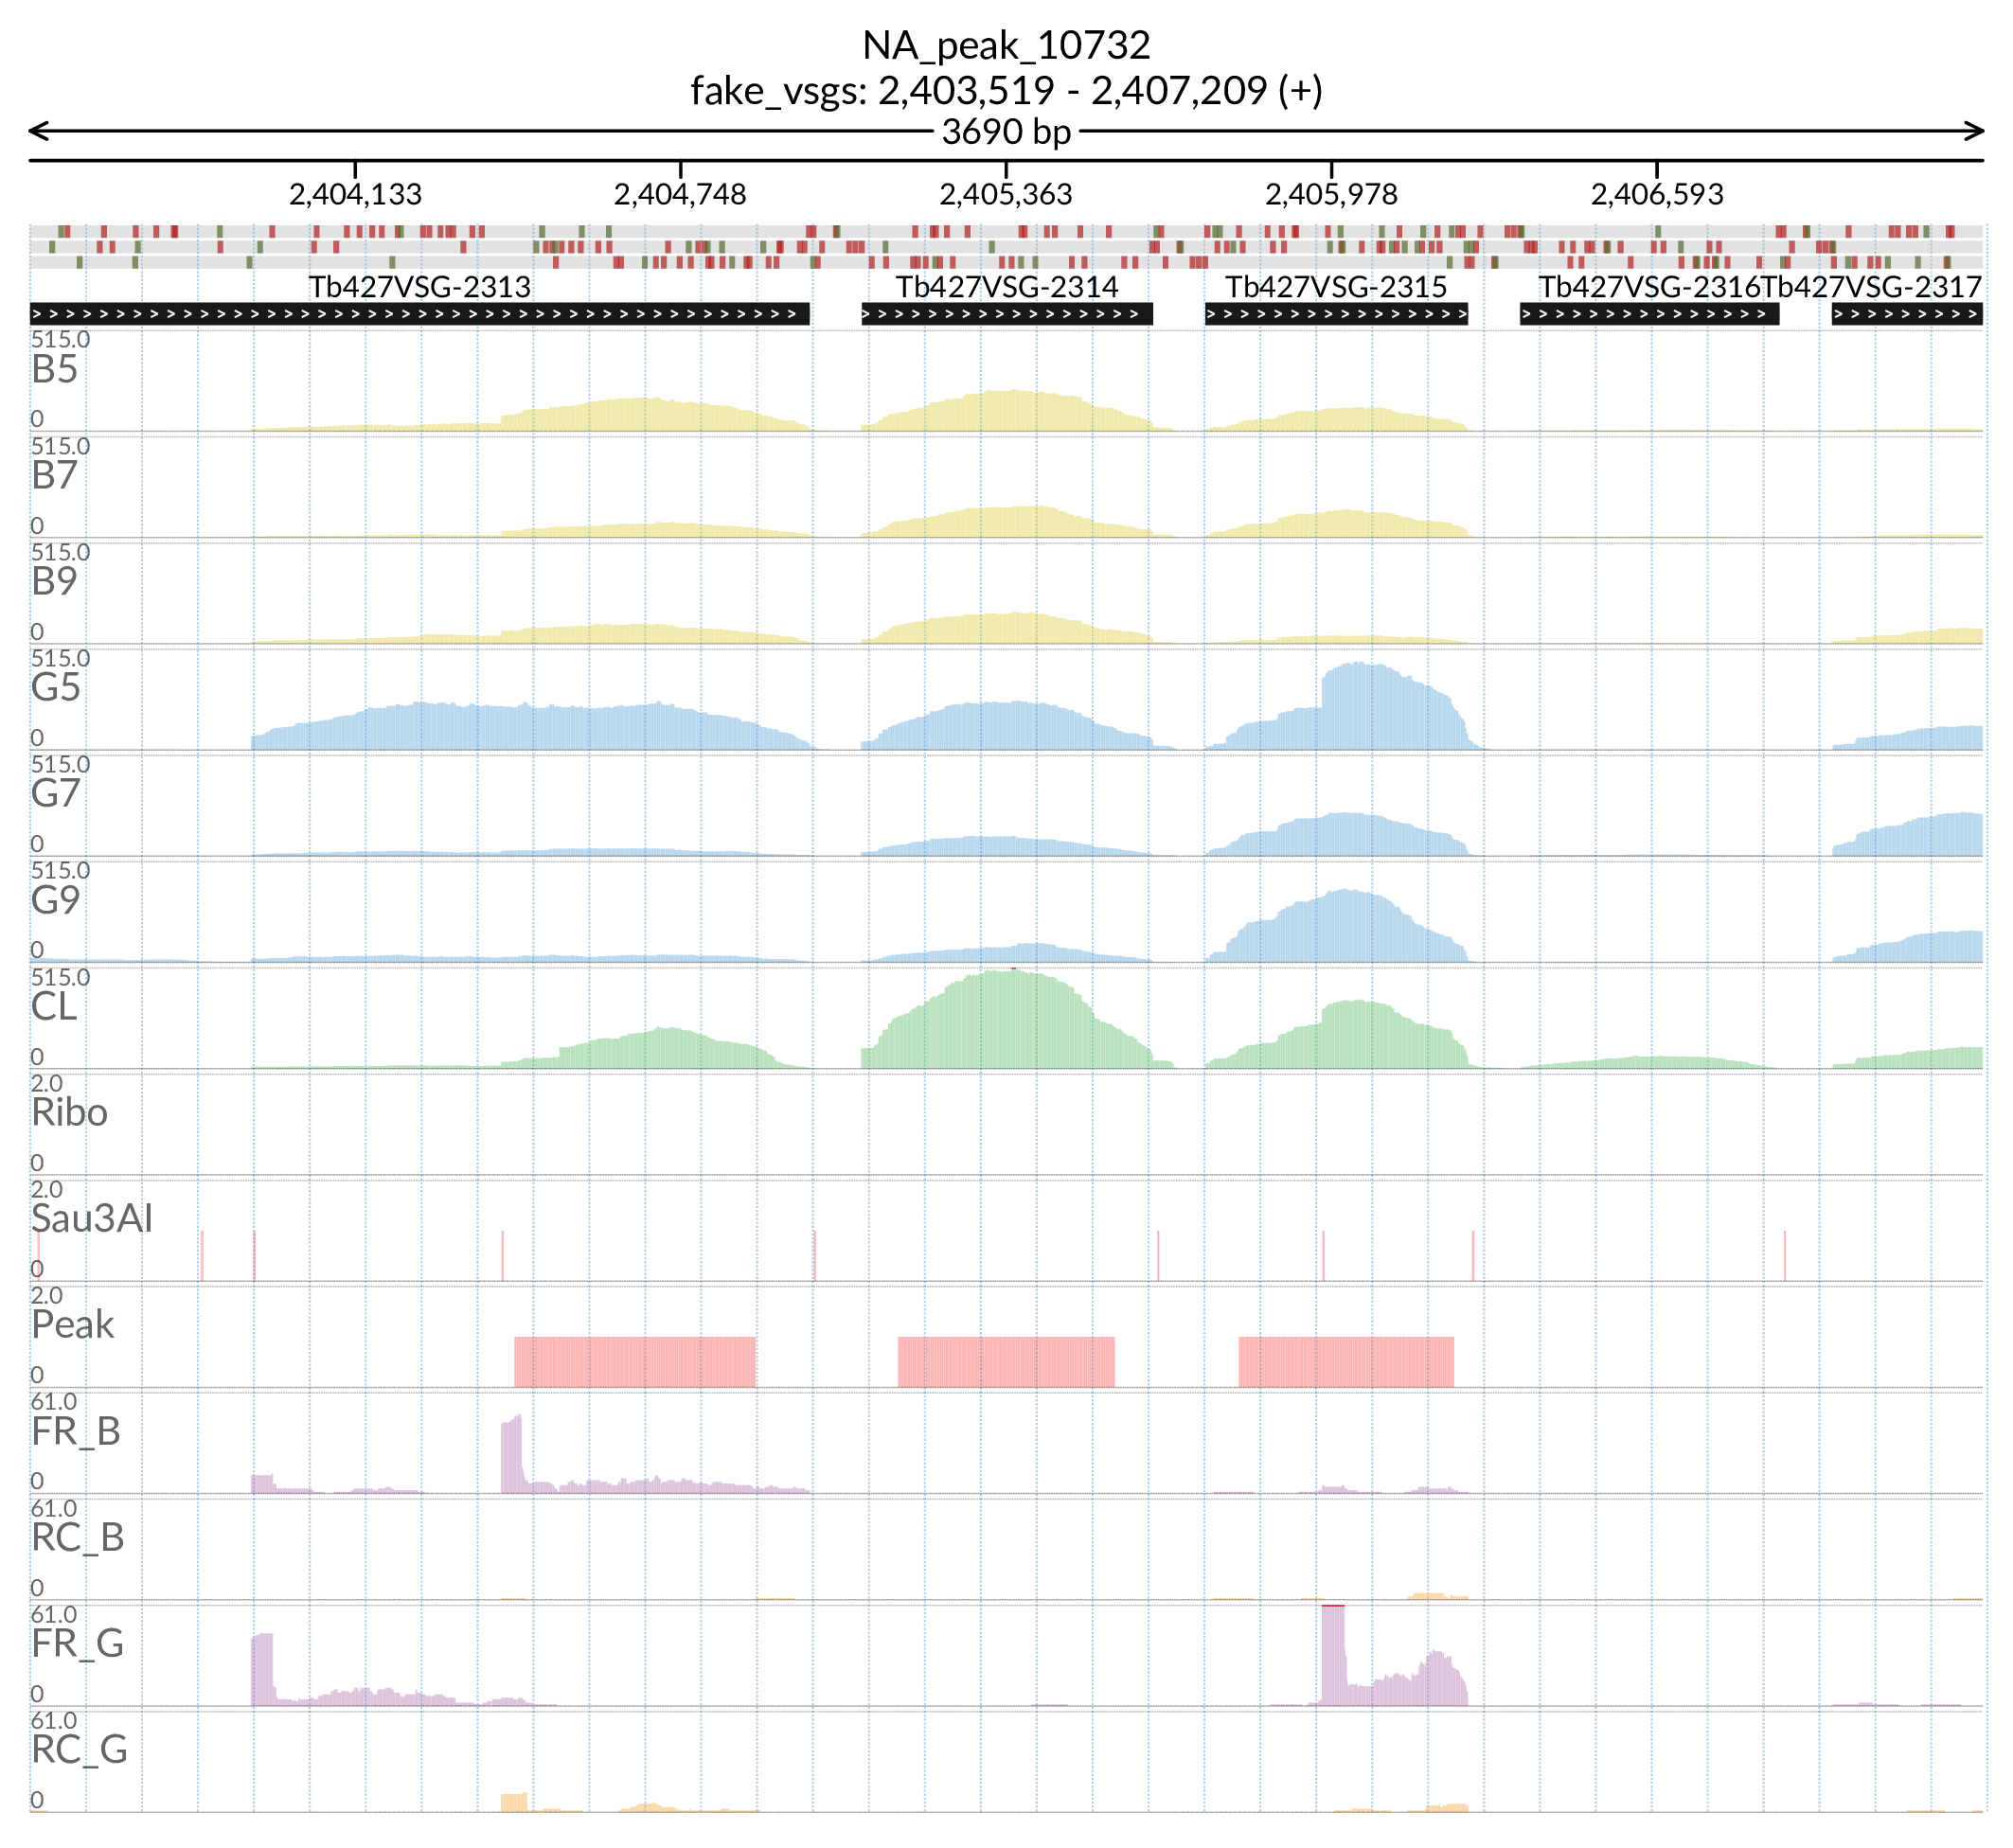 NA_peak_10732
fake_vsgs: 2,403,519 - 2,407,209 (+)
3690 bp
2,404,133 2,404,748 2,405,363 2,405,978 2,406,593
Tb427VSG-2313 Tb427VSG-2314 Tb427VSG-2315 Tb427VSG-2316 Tb427VSG-2317
515.0
B5
0
515.0
B7
0
515.0
B9
0
515.0
G5
0
515.0
G7
0
515.0
G9
0
515.0
CL
0
2.0
Ribo
0
2.0
Sau3AI
0
2.0
Peak
0
61.0
FR_B
0
61.0
RC_B
0
61.0
FR_G
0
61.0
RC_G
0